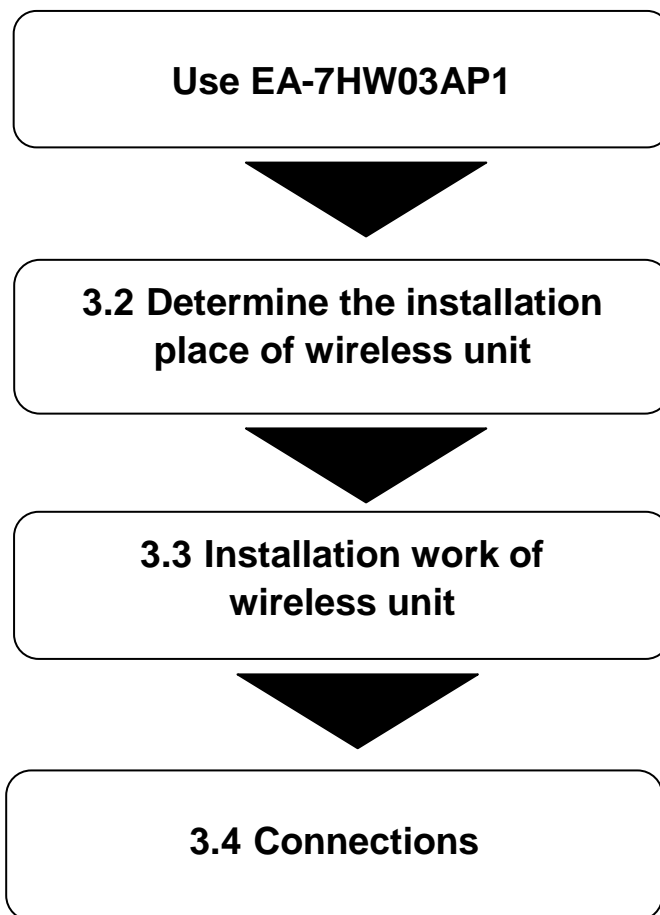 Use EA-7HW03AP1
3.2 Determine the installation
place of wireless unit
3.3 Installation work of
wireless unit
3.4 Connections